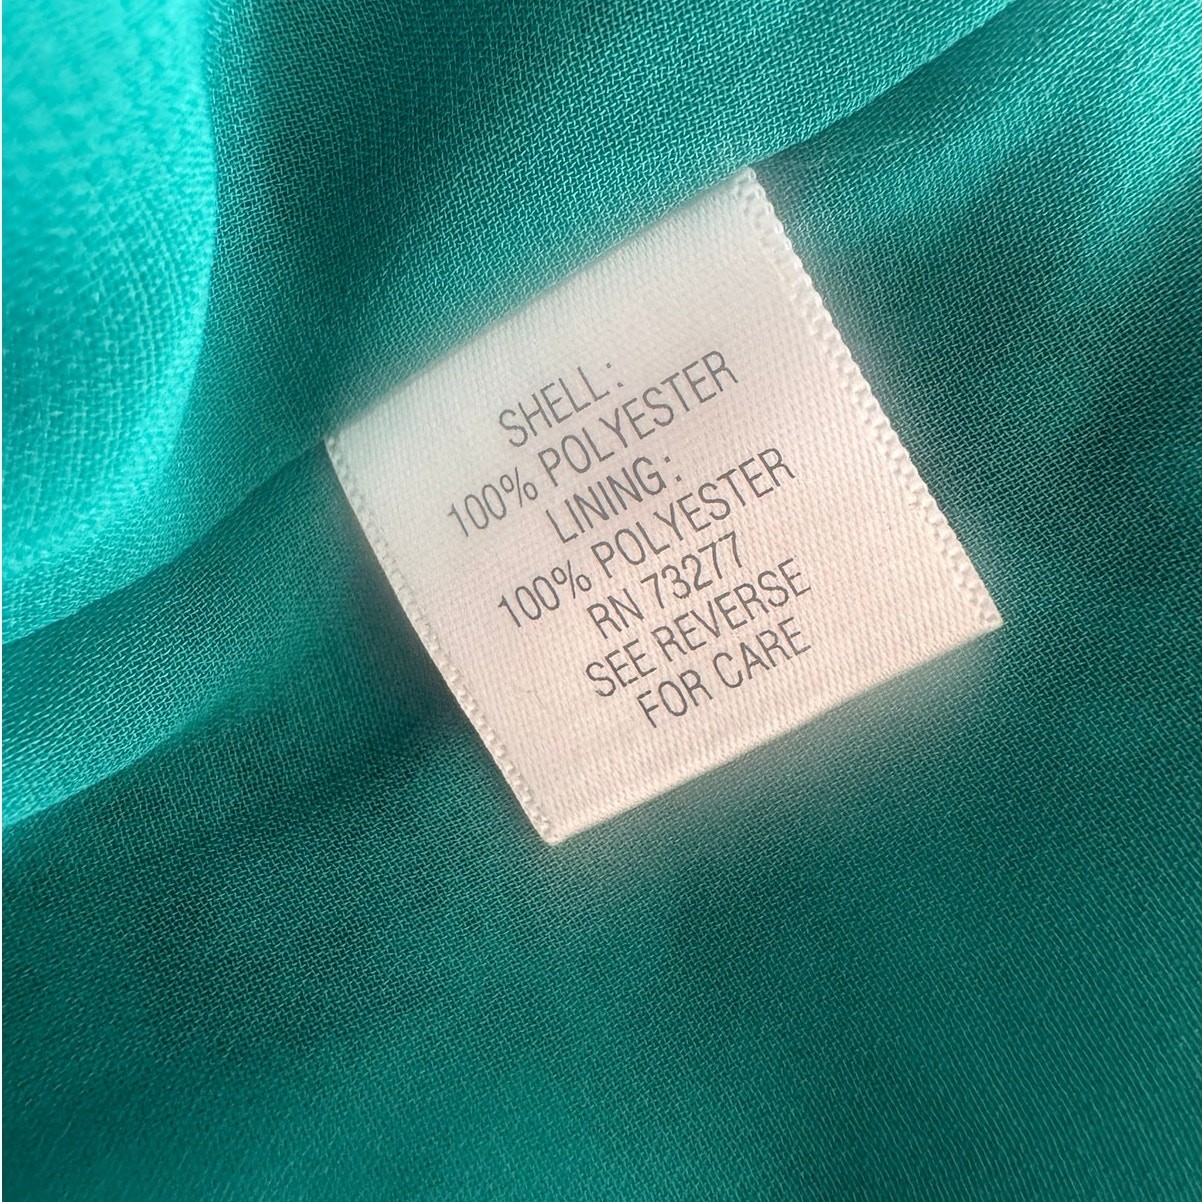 SHELL:
100% POLYESTER
LINING:
100% POLYESTER
RN 73277
SEE REVERSE
FOR CARE